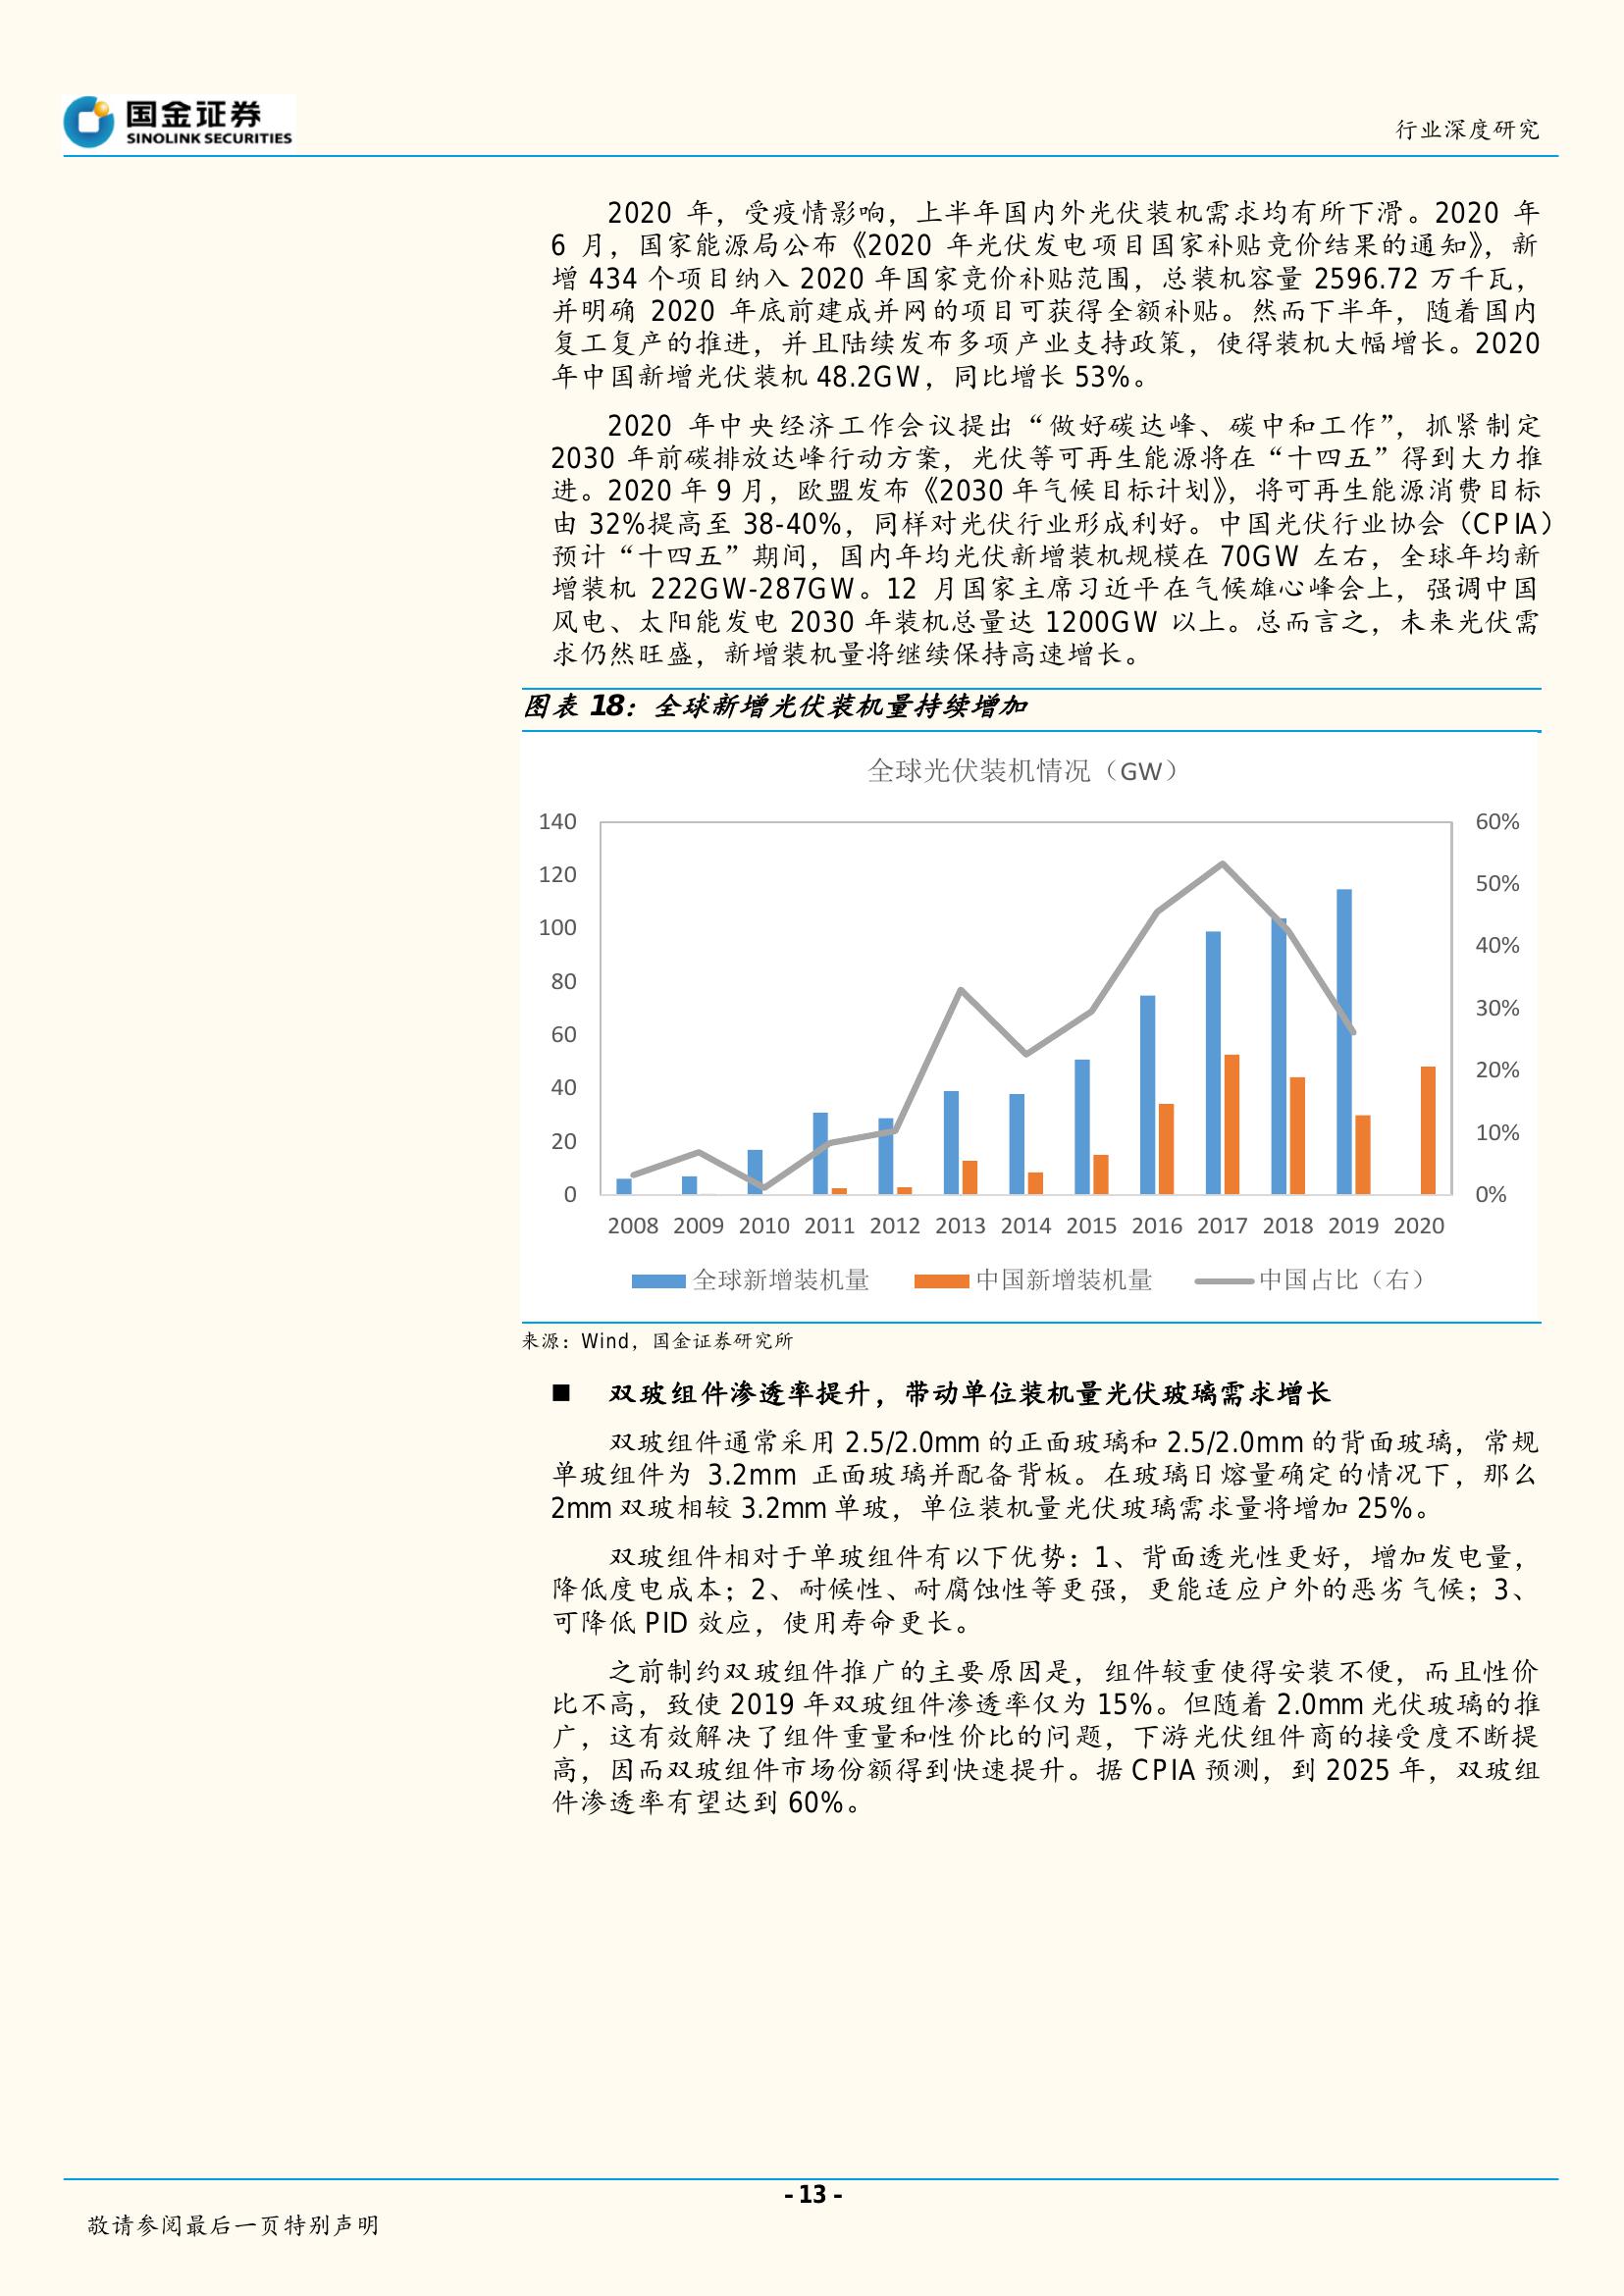 国金证券
SINOLINK SECURITIES
行业深度研究
2020 年，受疫情影响，上半年国内外光伏装机需求均有所下滑。2020 年
6 月，国家能源局公布《2020 年光伏发电项目国家补贴竞价结果的通知》，新
增 434 个项目纳入 2020 年国家竞价补贴范围，总装机容量 2596.72 万千瓦，
并明确 2020 年底前建成并网的项目可获得全额补贴。然而下半年，随着国内
复工复产的推进，并且陆续发布多项产业支持政策，使得装机大幅增长。2020
年中国新增光伏装机 48.2GW，同比增长 53%。
2020 年中央经济工作会议提出“做好碳达峰、碳中和工作”，抓紧制定
2030 年前碳排放达峰行动方案，光伏等可再生能源将在“十四五”得到大力推
进。2020 年 9 月，欧盟发布《2030 年气候目标计划》，将可再生能源消费目标
由 32%提高至 38-40%，同样对光伏行业形成利好。中国光伏行业协会（CPIA）
预计“十四五”期间，国内年均光伏新增装机规模在 70GW 左右，全球年均新
增装机 222GW-287GW。12 月国家主席习近平在气候雄心峰会上，强调中国
风电、太阳能发电 2030 年装机总量达 1200GW 以上。总而言之，未来光伏需
求仍然旺盛，新增装机量将继续保持高速增长。
图表 18：全球新增光伏装机量持续增加
全球光伏装机情况（GW）
140 60%
120 50%
100 40%
80 30%
60 20%
40 10%
20 0%
0
2008 2009 2010 2011 2012 2013 2014 2015 2016 2017 2018 2019 2020
全球新增装机量 中国新增装机量 中国占比（右）
来源：Wind，国金证券研究所
■ 双玻组件渗透率提升，带动单位装机量光伏玻璃需求增长
双玻组件通常采用 2.5/2.0mm 的正面玻璃和 2.5/2.0mm 的背面玻璃，常规
单玻组件为 3.2mm 正面玻璃并配备背板。在玻璃日熔量确定的情况下，那么
2mm 双玻相较 3.2mm 单玻，单位装机量光伏玻璃需求量将增加 25%。
双玻组件相对于单玻组件有以下优势：1、背面透光性更好，增加发电量，
降低度电成本；2、耐候性、耐腐蚀性等更强，更能适应户外的恶劣气候；3、
可降低 PID 效应，使用寿命更长。
之前制约双玻组件推广的主要原因是，组件较重使得安装不便，而且性价
比不高，致使 2019 年双玻组件渗透率仅为 15%。但随着 2.0mm 光伏玻璃的推
广，这有效解决了组件重量和性价比的问题，下游光伏组件商的接受度不断提
高，因而双玻组件市场份额得到快速提升。据 CPIA 预测，到 2025 年，双玻组
件渗透率有望达到 60%。
- 13 -
敬请参阅最后一页特别声明